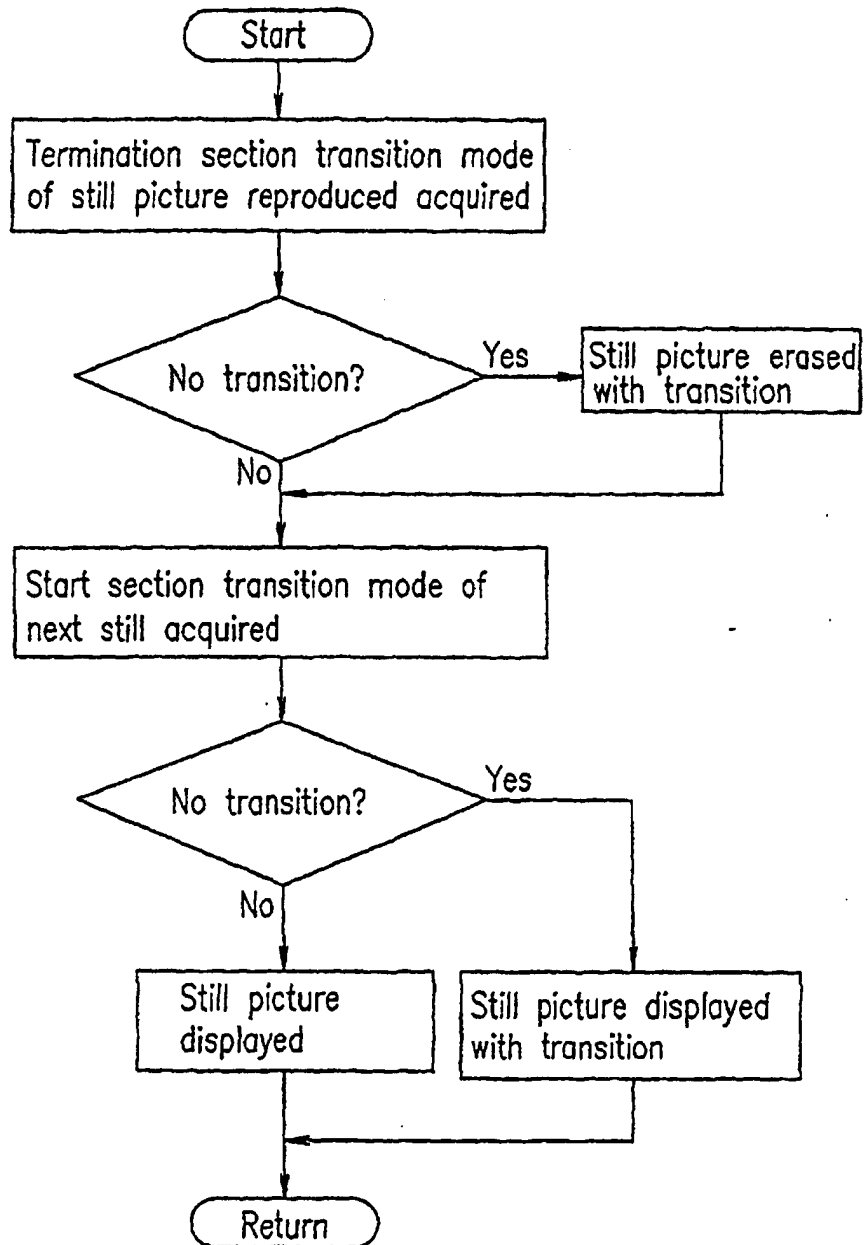 Start
Termination section transition mode
of still picture reproduced acquired
No transition?
Yes
Still picture erased
with transition
No
Start section transition mode of
next still acquired
No transition?
Yes
No
Still picture
displayed
Still picture displayed
with transition
Return